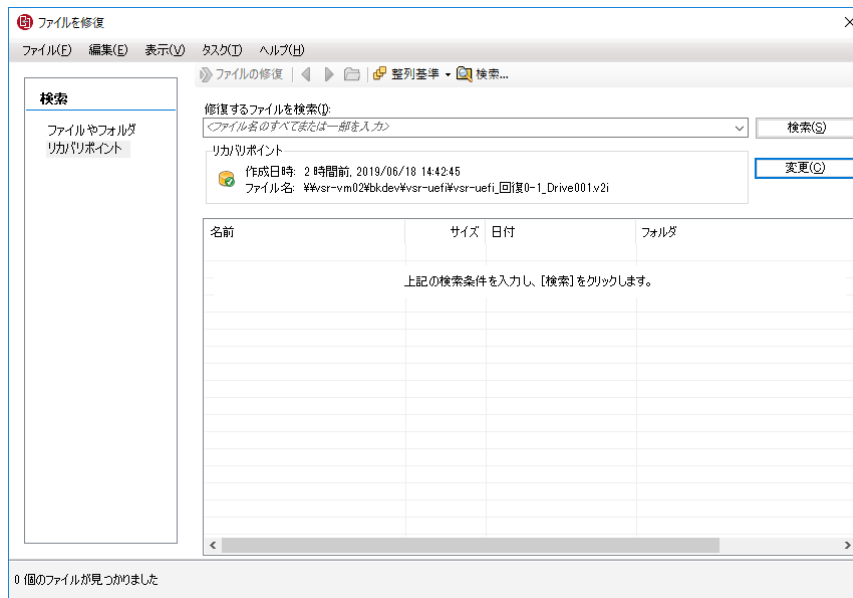 ファイルを修復
ファイル(F) 編集(E) 表示(V) タスク(T) ヘルプ(H)
ファイルの修復 整列基準 検索...
検索
ファイルやフォルダ
リカバリポイント
修復するファイルを検索(I):
<ファイル名のすべてまたは一部を入力>
検索(S)
リカバリポイント
作成日時: 2 時間前, 2019/06/18 14:42:45
ファイル名: ¥¥vsr-vm02¥bkdev¥vsr-uefi¥vsr-uefi_回復0-1_Drive001.v2i
変更(C)
名前 サイズ 日付 フォルダ
上記の検索条件を入力し、[検索]をクリックします。
0 個のファイルが見つかりました